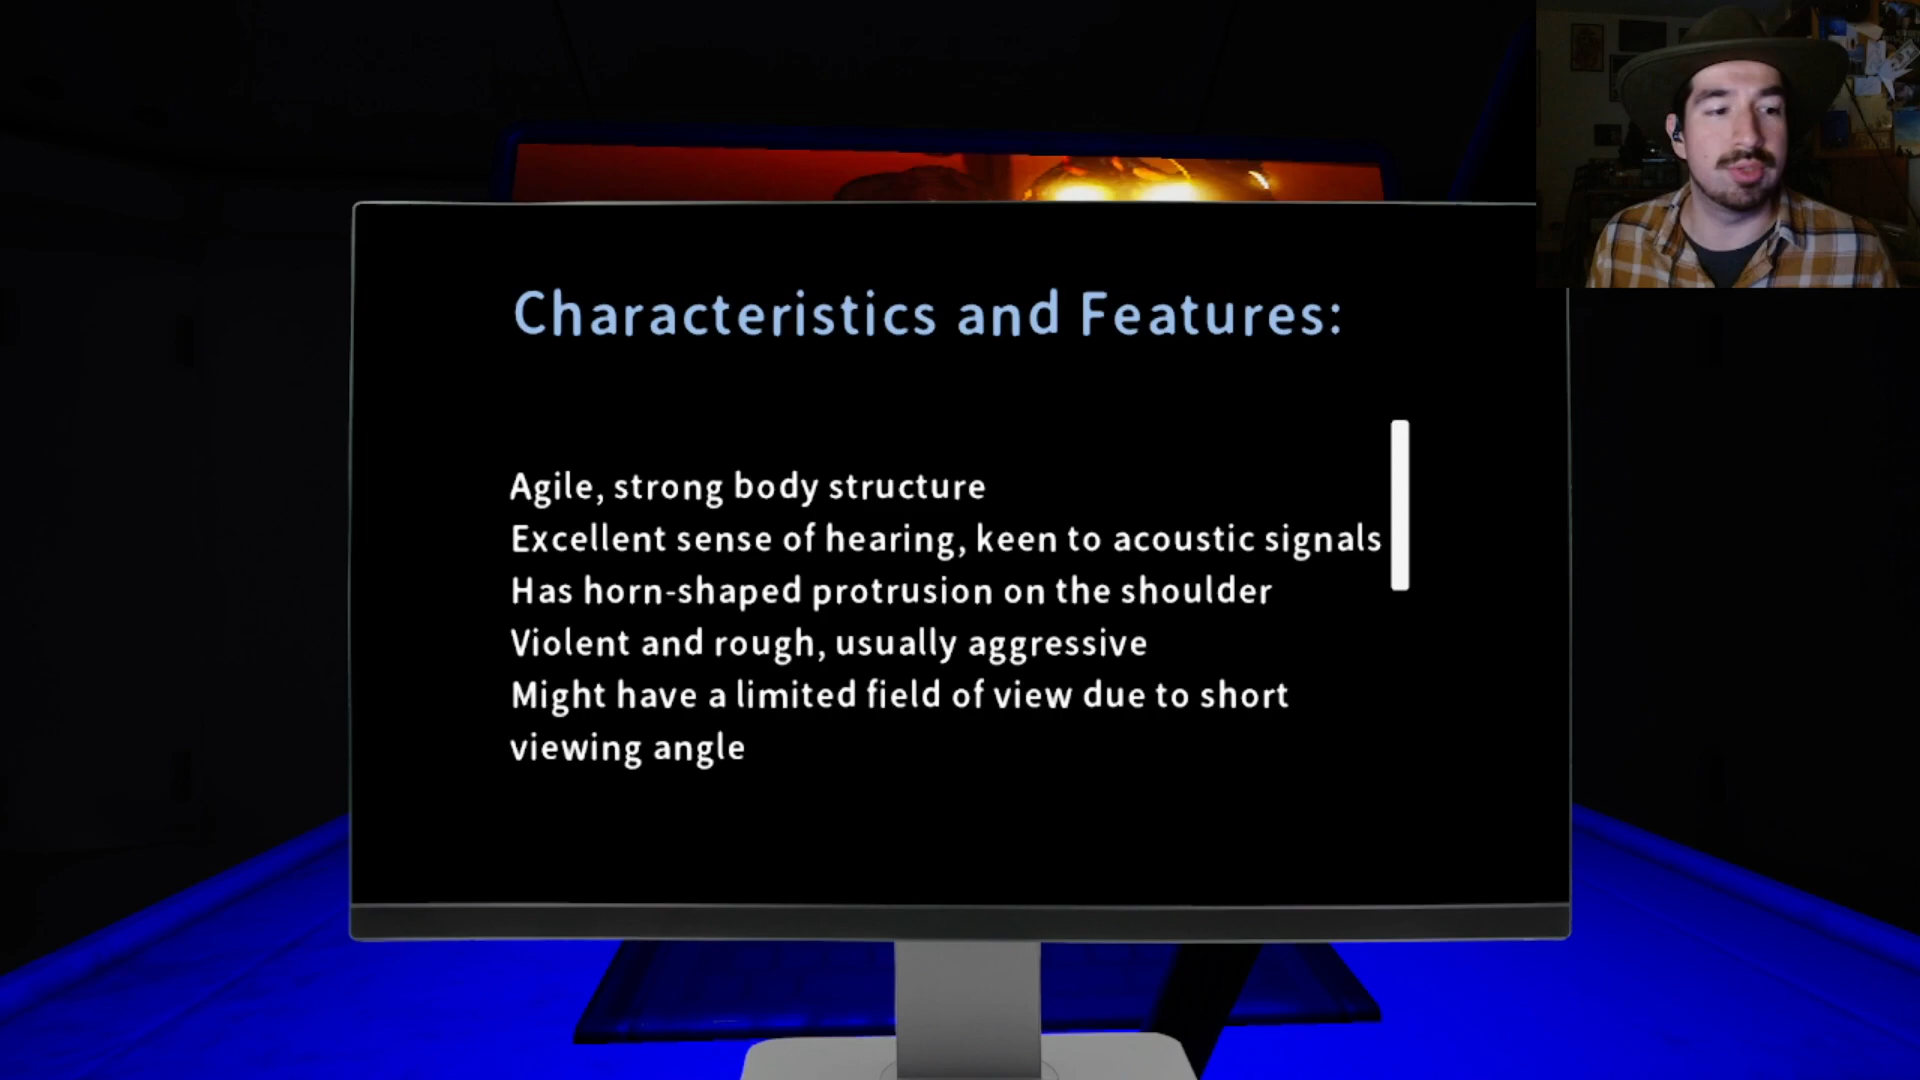 Characteristics and Features:
Agile, strong body structure
Excellent sense of hearing, keen to acoustic signals
Has horn-shaped protrusion on the shoulder
Violent and rough, usually aggressive
Might have a limited field of view due to short
viewing angle